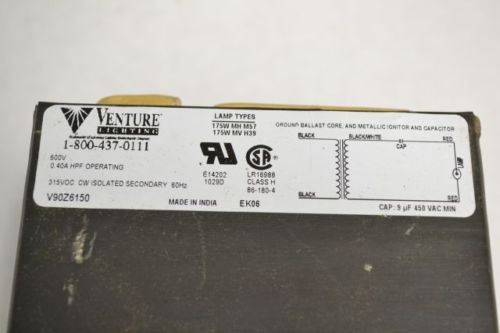 VENTURE
LIGHTING
1-800-437-0111
600V
0.40A HPF OPERATING
315VOC CW ISOLATED SECONDARY 60Hz
V90Z6150
LAMP TYPES
175W MH M57
175W MV H39
E14202
1029D
LR16988
CLASS H
86-180-4
MADE IN INDIA EK06
GROUND BALLAST CORE, AND METALLIC IGNITOR AND CAPACITOR
BLACK BLACK/WHITE RED
CAP
LAMP
BLACK RED
CAP: 9 µF 450 VAC MIN